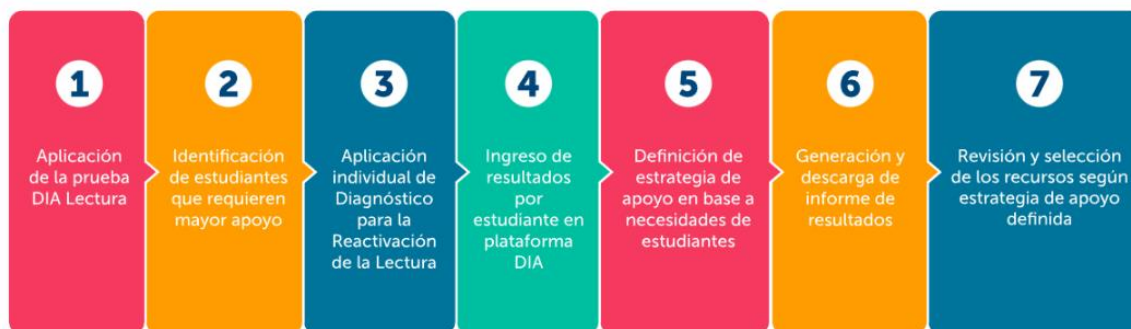 1
Aplicación
de la prueba
DIA Lectura
2
Identificación
de estudiantes
que requieren
mayor apoyo
3
Aplicación
individual de
Diagnóstico
para la
Reactivación
de la Lectura
4
Ingreso de
resultados
por
estudiante en
plataforma
DIA
5
Definición de
estrategia de
apoyo en base a
necesidades de
estudiantes
6
Generación y
descarga de
informe de
resultados
7
Revisión y selección
de los recursos según
estrategia de apoyo
definida